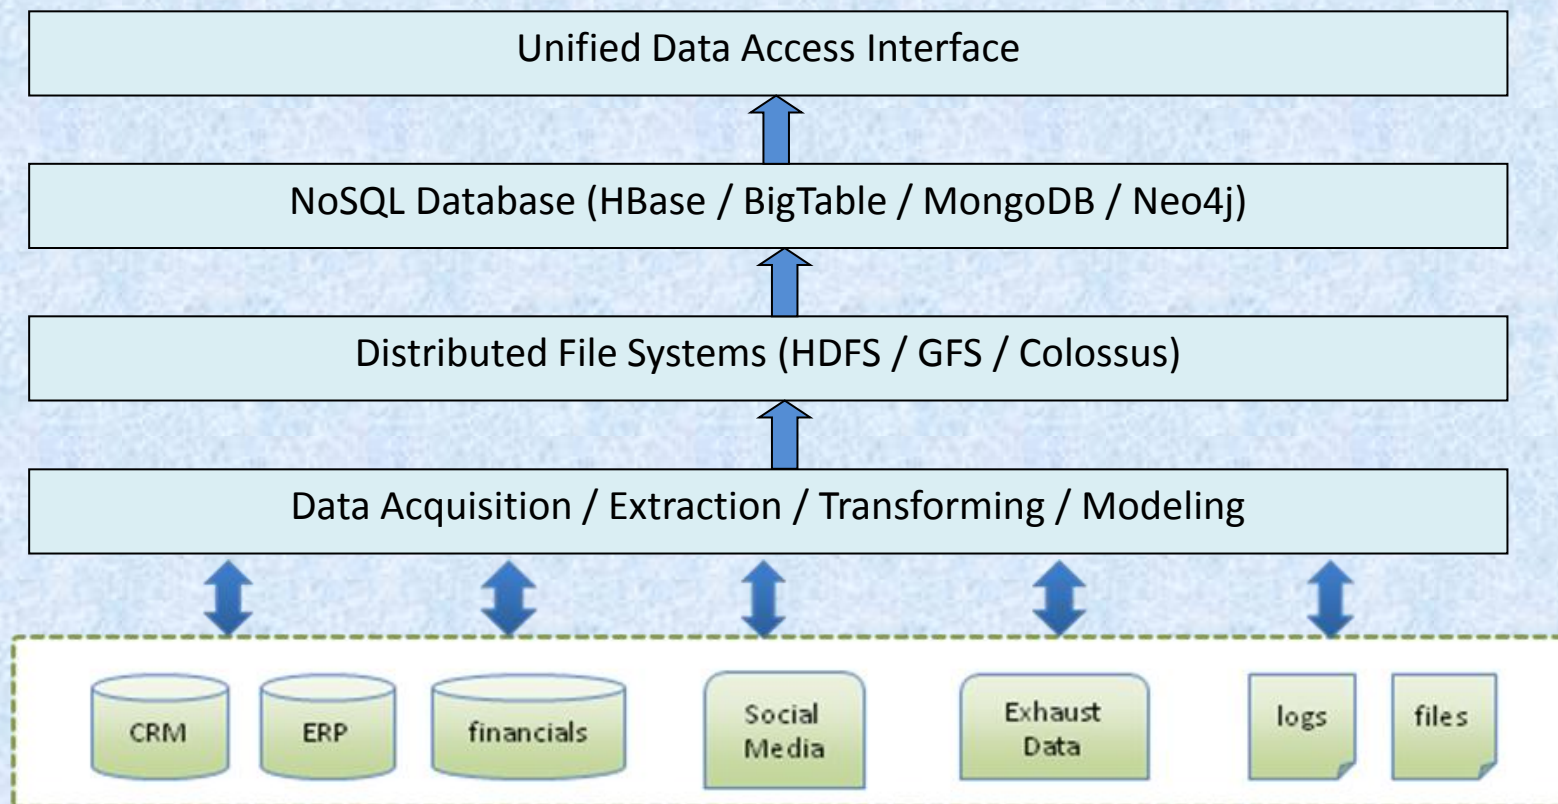 Unified Data Access Interface
NoSQL Database (HBase / BigTable / MongoDB / Neo4j)
Distributed File Systems (HDFS / GFS / Colossus)
Data Acquisition / Extraction / Transforming / Modeling
CRM
ERP
financials
Social
Media
Exhaust
Data
logs
files